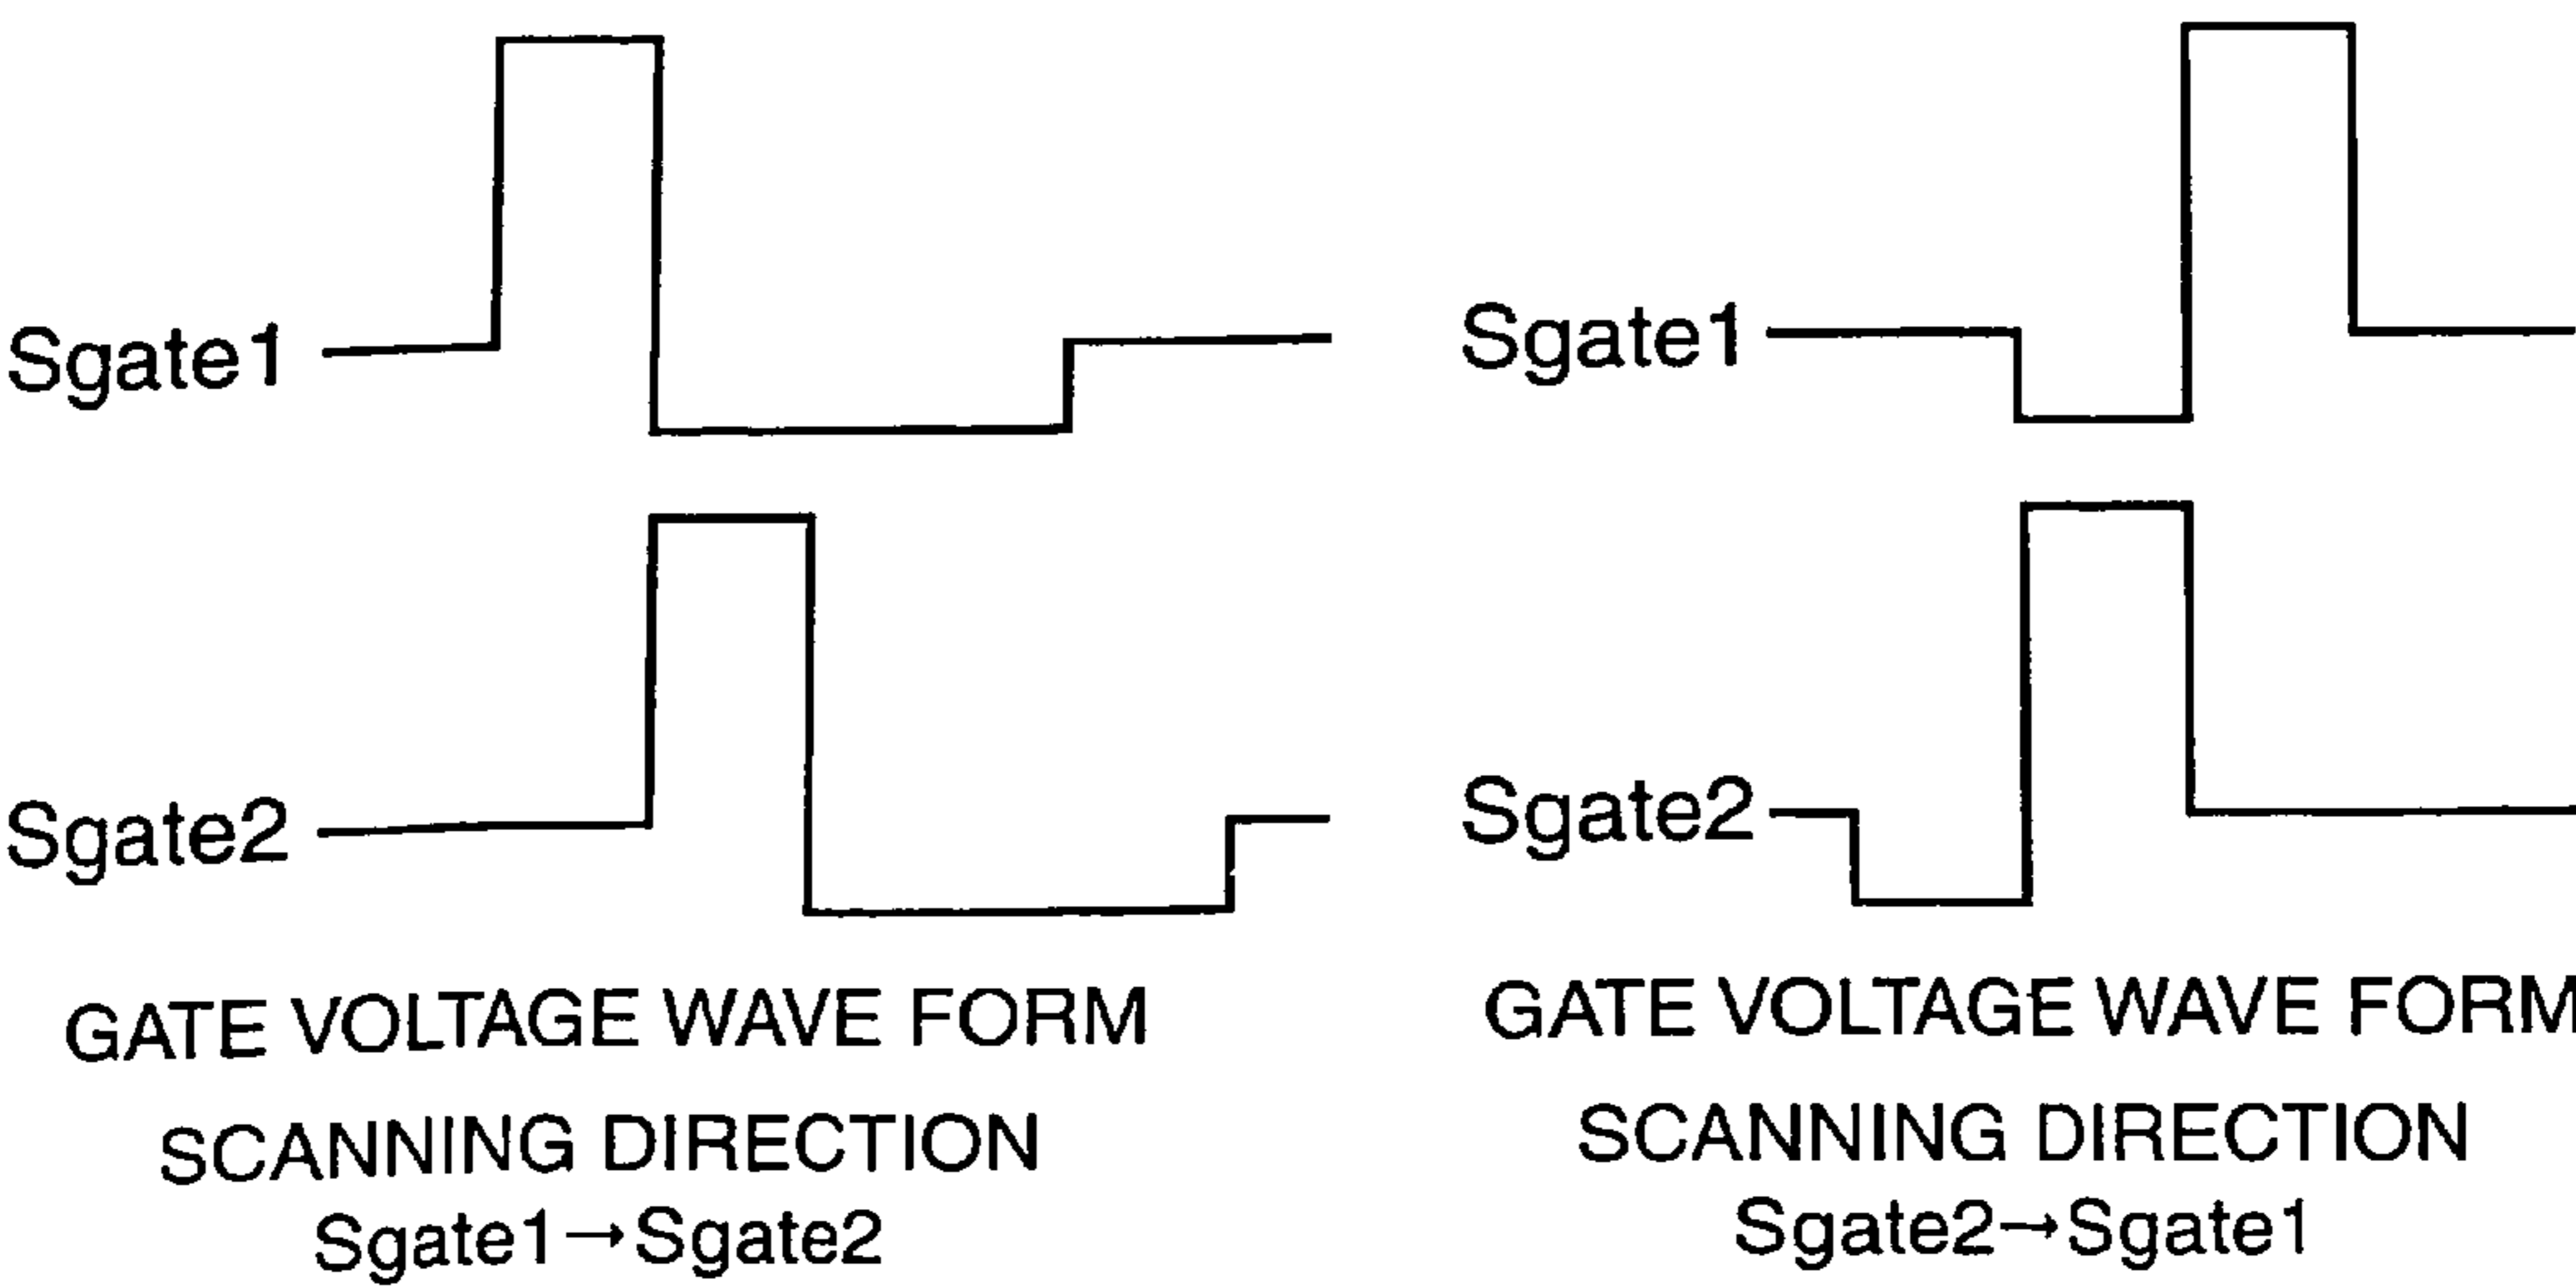 Sgate1
Sgate2
GATE VOLTAGE WAVE FORM
SCANNING DIRECTION
Sgate1→Sgate2
Sgate1
Sgate2
GATE VOLTAGE WAVE FORM
SCANNING DIRECTION
Sgate2→Sgate1